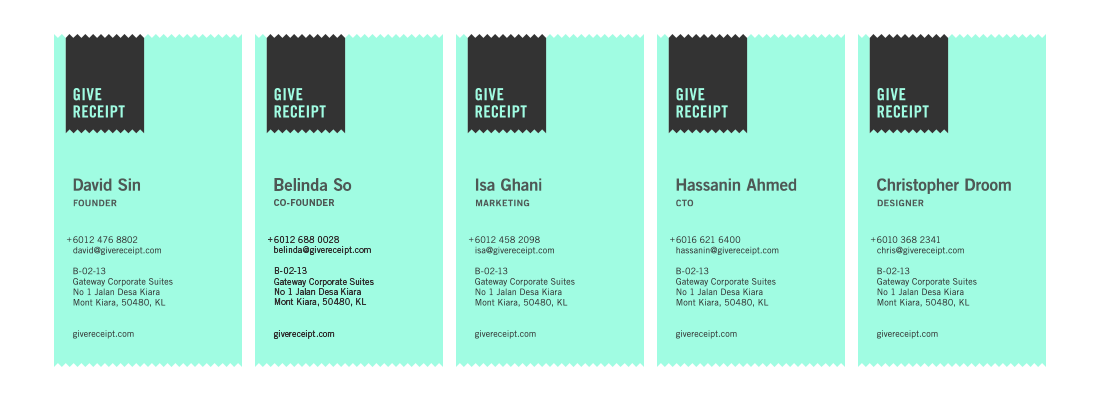 GIVE
RECEIPT
David Sin
FOUNDER
+6012 476 8802
david@givereceipt.com
B-02-13
Gateway Corporate Suites
No 1 Jalan Desa Kiara
Mont Kiara, 50480, KL
givereceipt.com
GIVE
RECEIPT
Belinda So
CO-FOUNDER
+6012 688 0028
belinda@givereceipt.com
B-02-13
Gateway Corporate Suites
No 1 Jalan Desa Kiara
Mont Kiara, 50480, KL
givereceipt.com
GIVE
RECEIPT
Isa Ghani
MARKETING
+6012 458 2098
isa@givereceipt.com
B-02-13
Gateway Corporate Suites
No 1 Jalan Desa Kiara
Mont Kiara, 50480, KL
givereceipt.com
GIVE
RECEIPT
Hassanin Ahmed
CTO
+6016 621 6400
hassanin@givereceipt.com
B-02-13
Gateway Corporate Suites
No 1 Jalan Desa Kiara
Mont Kiara, 50480, KL
givereceipt.com
GIVE
RECEIPT
Christopher Droom
DESIGNER
+6010 368 2341
chris@givereceipt.com
B-02-13
Gateway Corporate Suites
No 1 Jalan Desa Kiara
Mont Kiara, 50480, KL
givereceipt.com